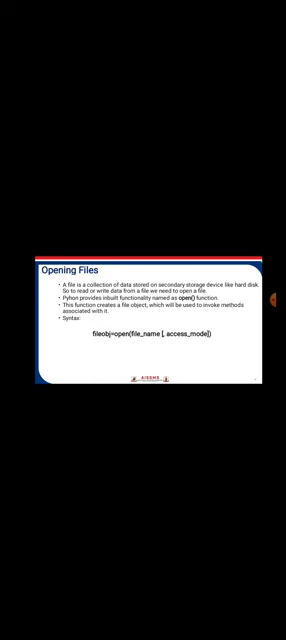 Opening Files
• A file is a collection of data stored on secondary storage device like hard disk.
So to read or write data from a file we need to open a file.
• Pyhon provides inbuilt functionality named as open() function.
• This function creates a file object, which will be used to invoke methods
associated with it.
• Syntax:
fileobj=open(file_name [, access_mode])
AISSMS